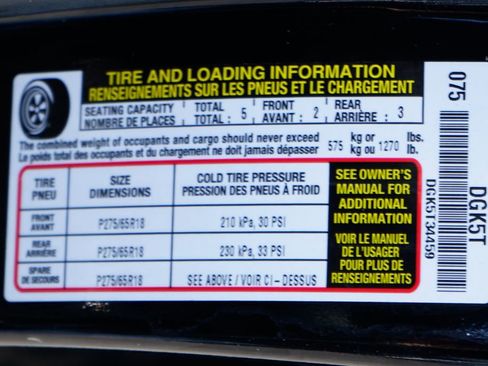 TIRE AND LOADING INFORMATION
RENSEIGNEMENTS SUR LES PNEUS ET LE CHARGEMENT
SEATING CAPACITY TOTAL FRONT REAR
NOMBRE DE PLACES TOTAL : 5 AVANT : 2 ARRIÈRE : 3
The combined weight of occupants and cargo should never exceed 575 kg or 1270 lbs.
Le poids total des occupants et du chargement ne doit jamais dépasser kg ou lb.
TIRE SIZE COLD TIRE PRESSURE
PNEU DIMENSIONS PRESSION DES PNEUS À FROID
FRONT
AVANT P275/65R18 210 kPa, 30 PSI
REAR
ARRIÈRE P275/65R18 230 kPa, 33 PSI
SPARE
DE SECOURS P275/65R18 SEE ABOVE / VOIR CI - DESSUS
SEE OWNER'S
MANUAL FOR
ADDITIONAL
INFORMATION
VOIR LE MANUEL
DE L'USAGER
POUR PLUS DE
RENSEIGNEMENTS
075
DGK5T34459
DGK5T